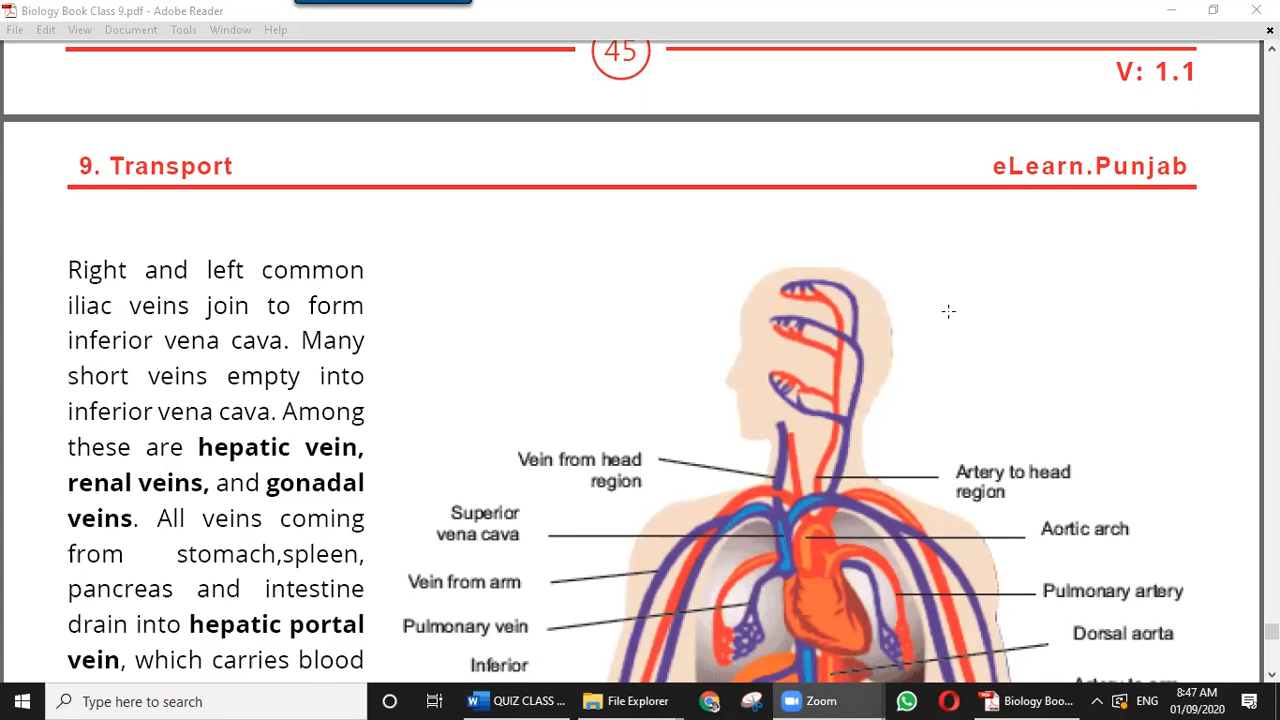 Biology Book Class 9.pdf - Adobe Reader
File Edit View Document Tools Window Help
45
V: 1.1
9. Transport
eLearn.Punjab
Right and left common
iliac veins join to form
inferior vena cava. Many
short veins empty into
inferior vena cava. Among
these are hepatic vein,
renal veins, and gonadal
veins. All veins coming
from stomach,spleen,
pancreas and intestine
drain into hepatic portal
vein, which carries blood
Vein from head
region
Superior
vena cava
Vein from arm
Pulmonary vein
Inferior
Artery to head
region
Aortic arch
Pulmonary artery
Dorsal aorta
Type here to search
QUIZ CLASS ...
File Explorer
Zoom
Biology Boo...
ENG
8:47 AM
01/09/2020